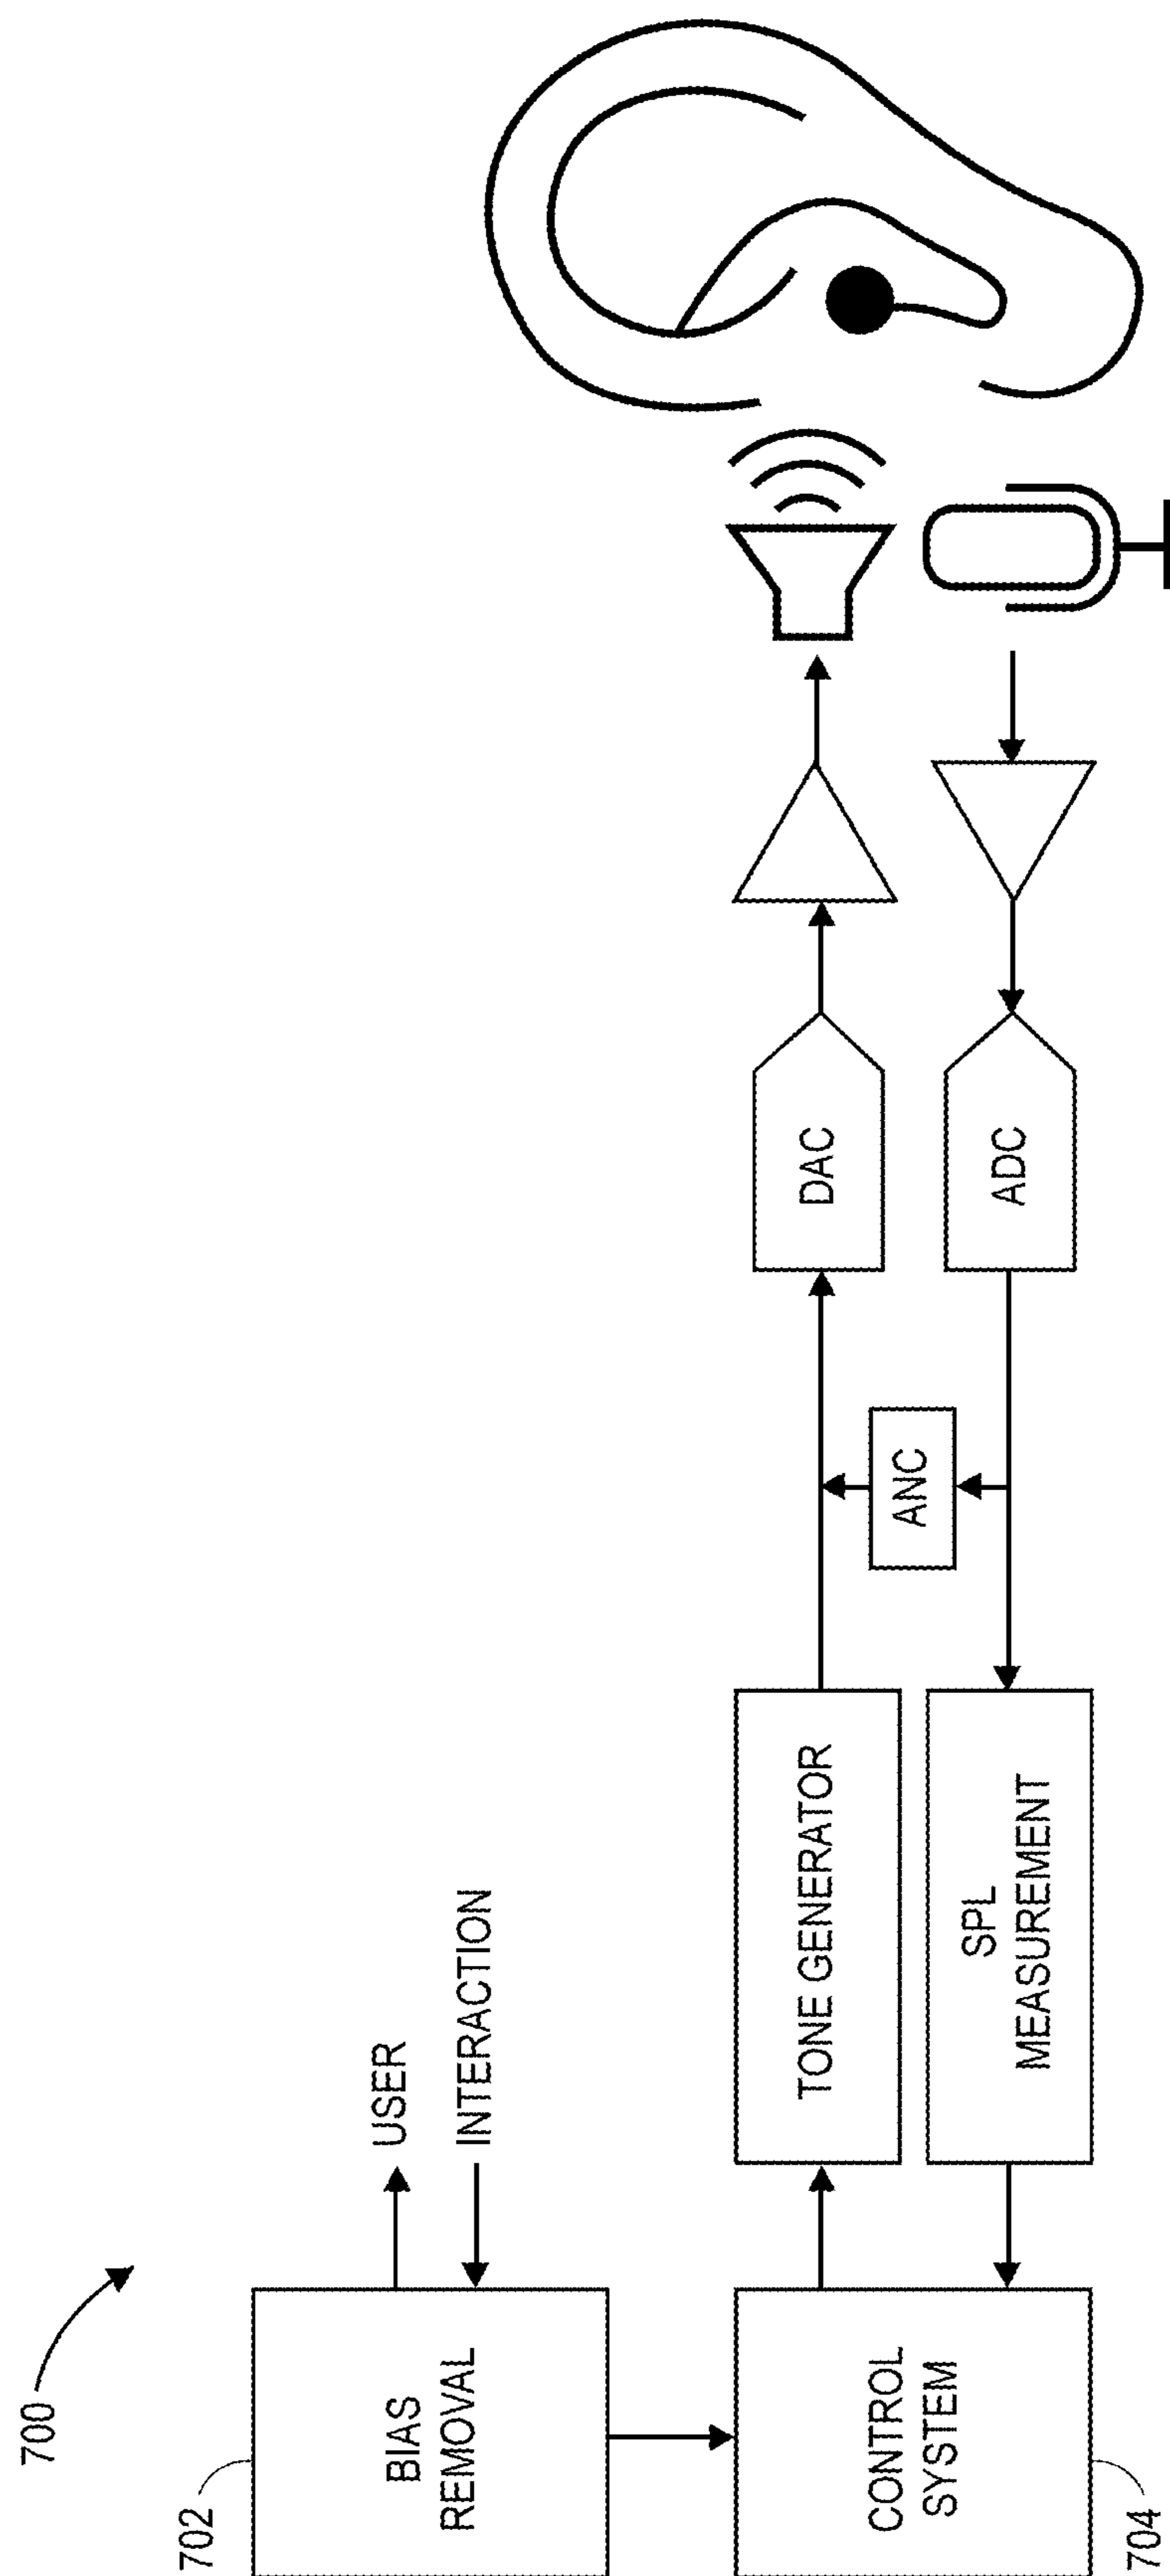 700
702
BIAS
REMOVAL
USER
INTERACTION
704
CONTROL
SYSTEM
TONE GENERATOR
SPL
MEASUREMENT
ANC
DAC
ADC